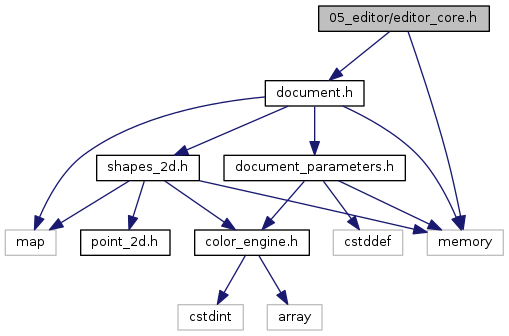 05_editor/editor_core.h
document.h
shapes_2d.h
document_parameters.h
map
point_2d.h
color_engine.h
cstddef
memory
cstdint
array